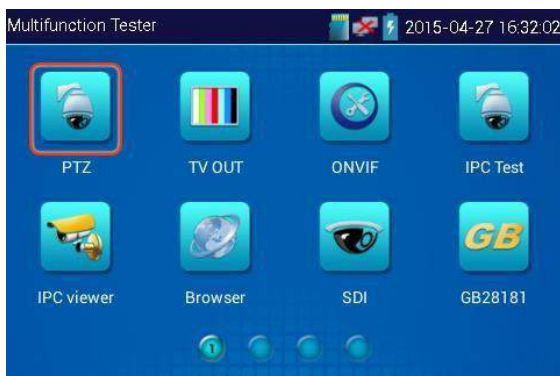 Multifunction Tester 2015-04-27 16:32:02
PTZ TV OUT ONVIF IPC Test
GB
IPC viewer Browser SDI GB28181
1